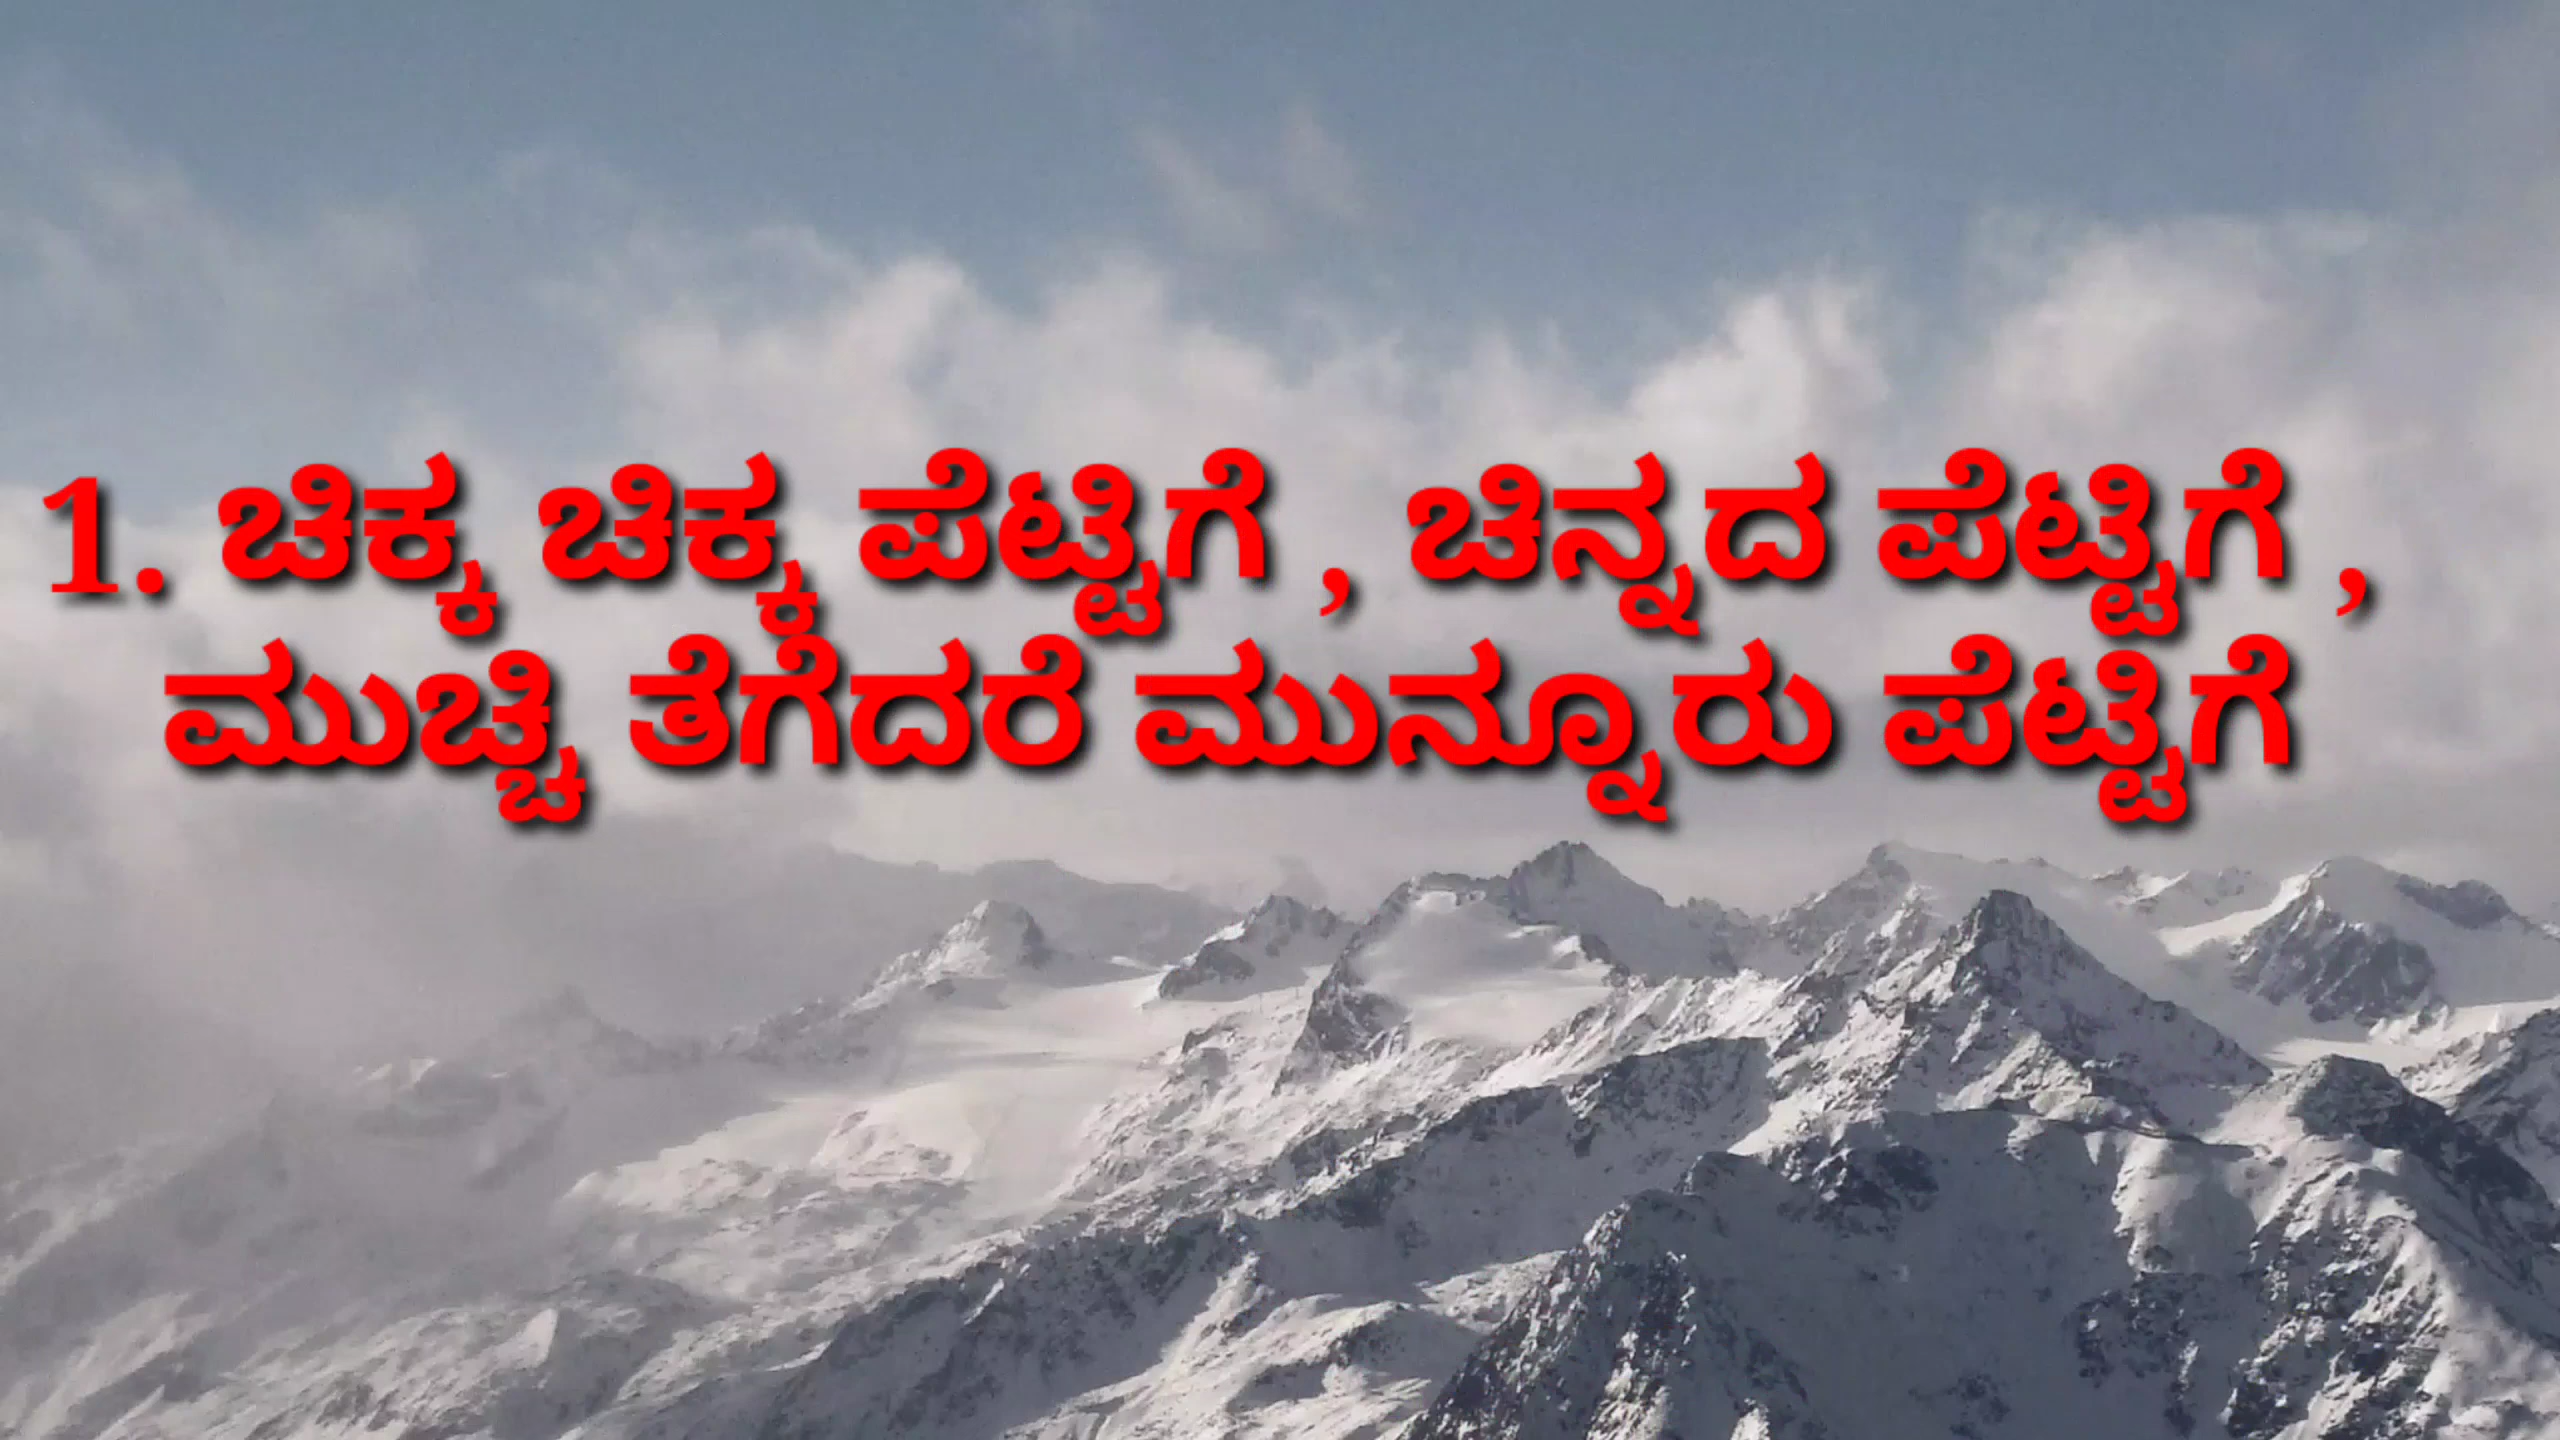 1. ಚಿಕ್ಕ ಚಿಕ್ಕ ಪೆಟ್ಟಿಗೆ , ಚಿನ್ನದ ಪೆಟ್ಟಿಗೆ ,
ಮುಚ್ಚಿ ತೆಗೆದರೆ ಮುನ್ನೂರು ಪೆಟ್ಟಿಗೆ